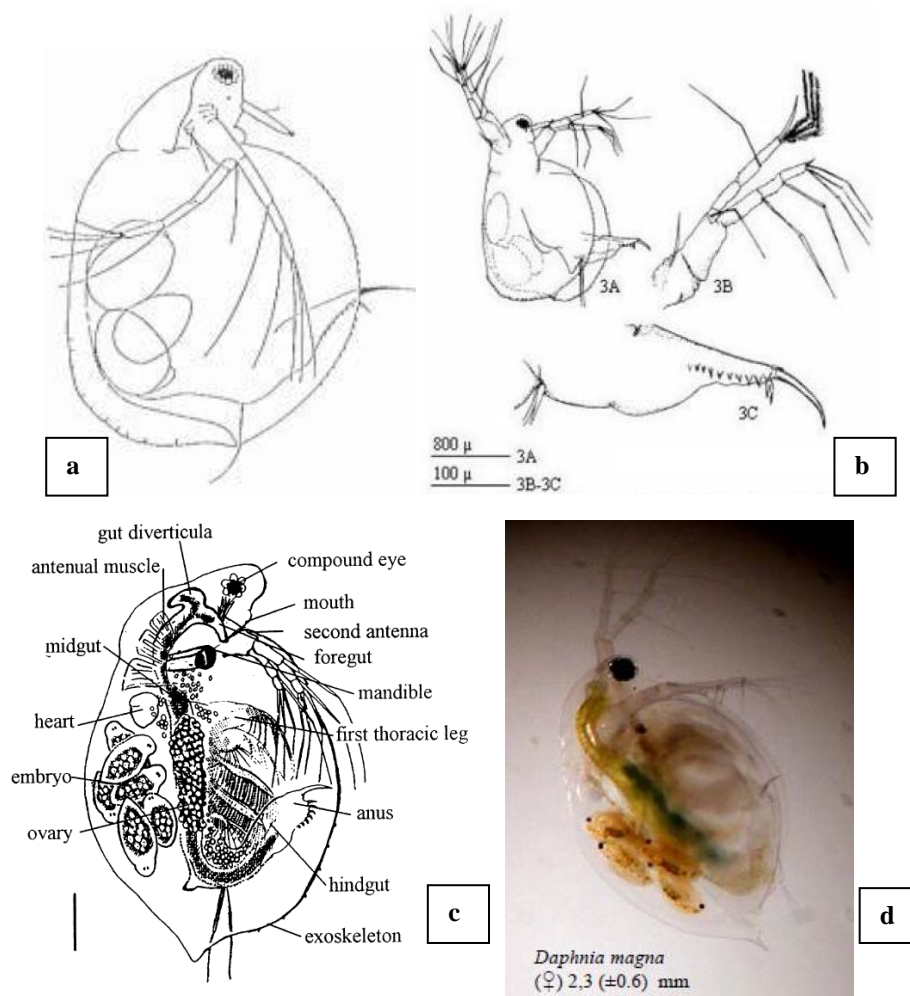 3A
3B
3C
800 µ
3A
100 µ
3B-3C
a
b
gut diverticula
antenual muscle
compound eye
mouth
second antenna
midgut
foregut
mandible
heart
first thoracic leg
embryo
anus
ovary
hindgut
exoskeleton
c
d
Daphnia magna
(♀) 2,3 (±0.6) mm